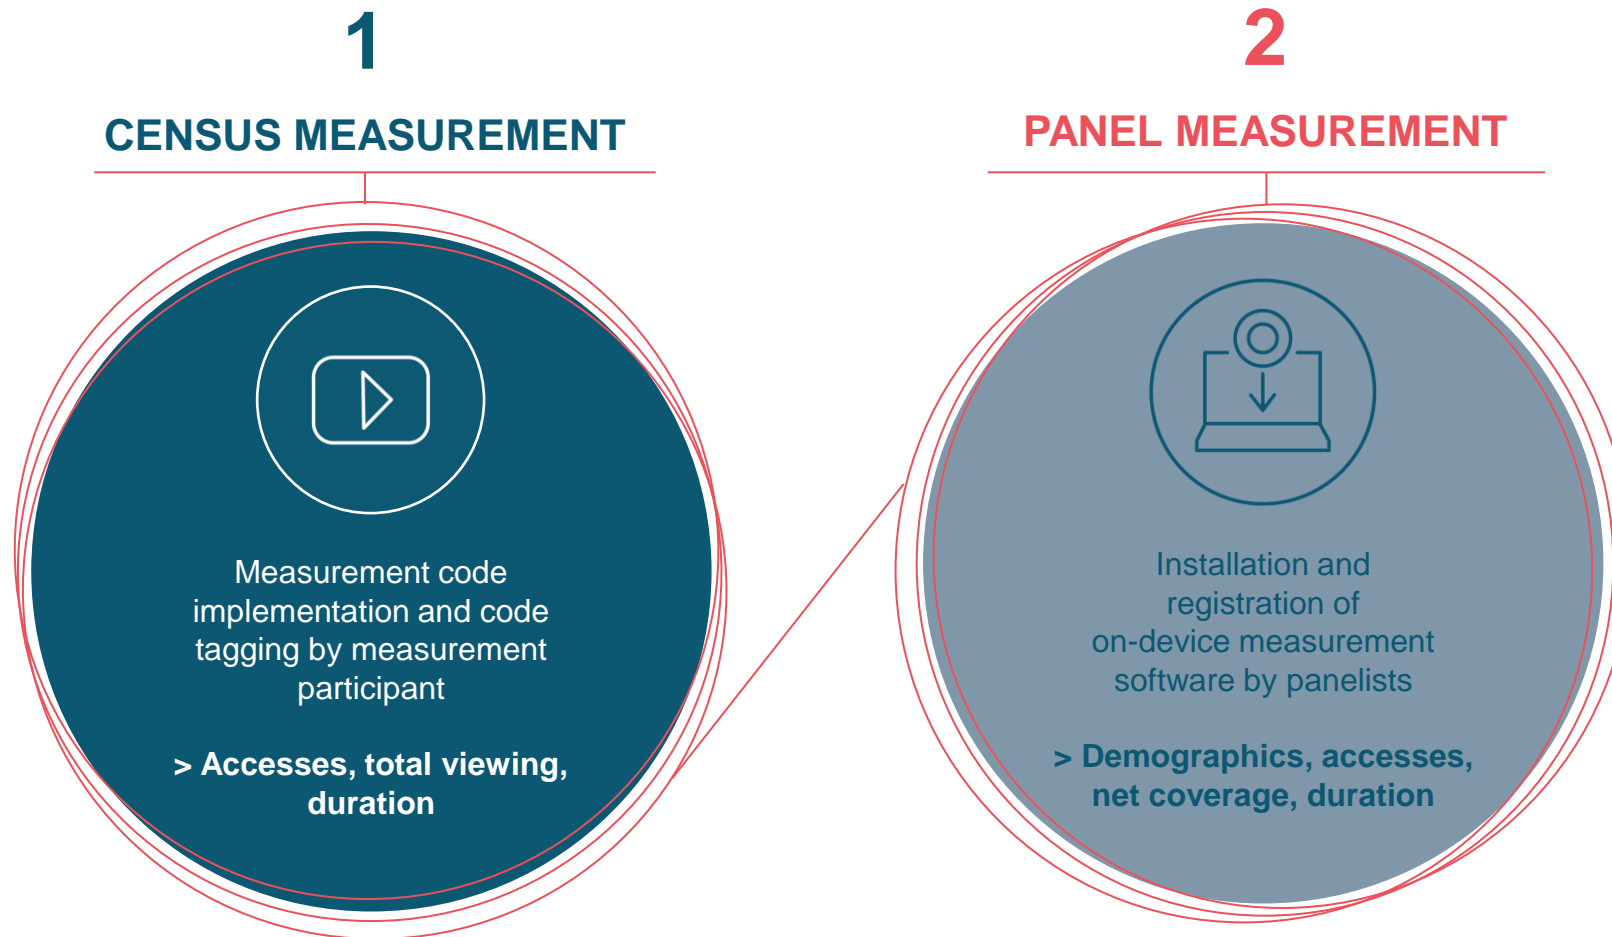 1
CENSUS MEASUREMENT
Measurement code
implementation and code
tagging by measurement
participant
> Accesses, total viewing,
duration
2
PANEL MEASUREMENT
Installation and
registration of
on-device measurement
software by panelists
> Demographics, accesses,
net coverage, duration